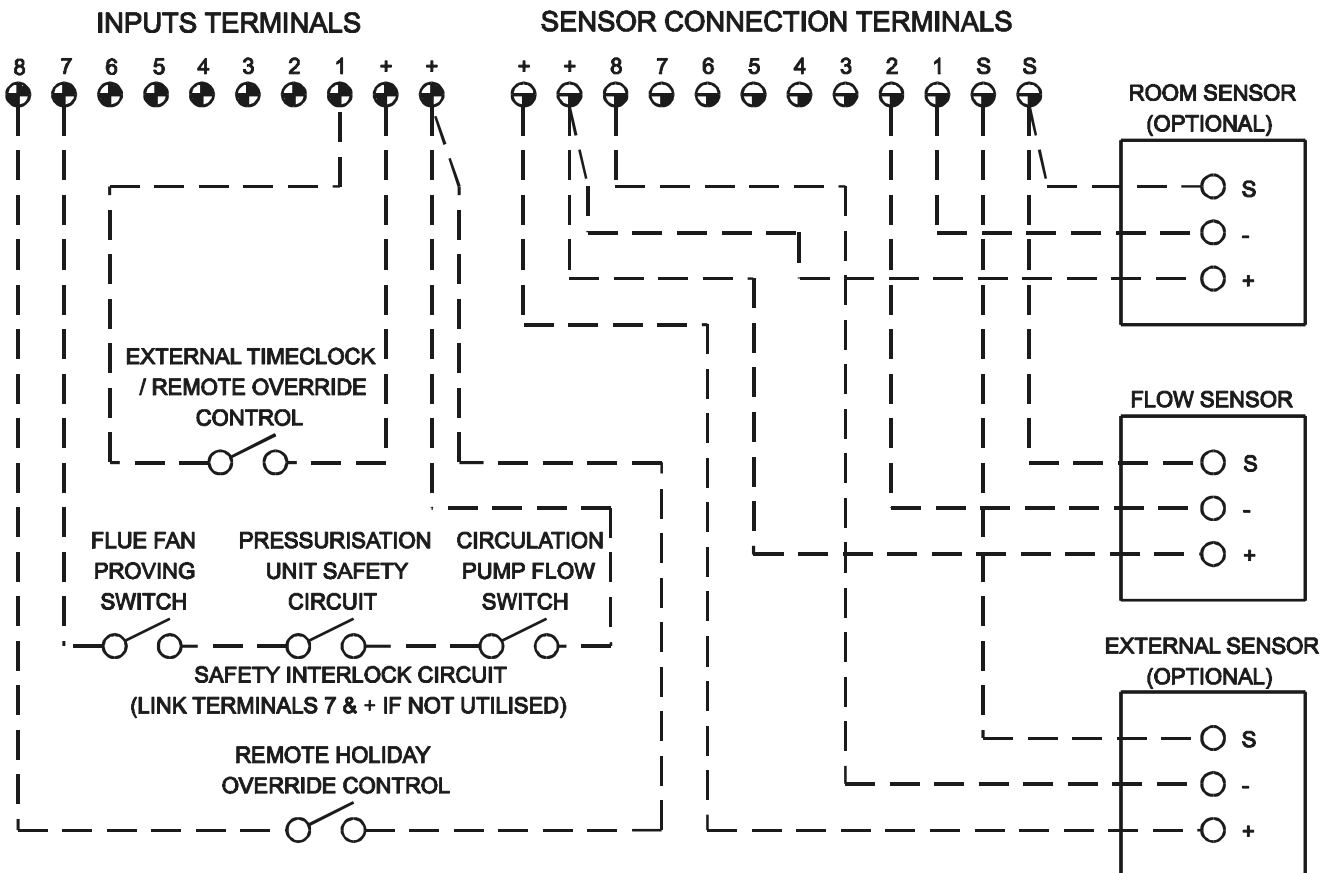 INPUTS TERMINALS
SENSOR CONNECTION TERMINALS
8 7 6 5 4 3 2 1 + +
+ + 8 7 6 5 4 3 2 1 S S
ROOM SENSOR
(OPTIONAL)
S
-
+
EXTERNAL TIMECLOCK
/ REMOTE OVERRIDE
CONTROL
FLOW SENSOR
S
-
+
FLUE FAN
PROVING
SWITCH
PRESSURISATION
UNIT SAFETY
CIRCUIT
CIRCULATION
PUMP FLOW
SWITCH
SAFETY INTERLOCK CIRCUIT
(LINK TERMINALS 7 & + IF NOT UTILISED)
EXTERNAL SENSOR
(OPTIONAL)
S
-
+
REMOTE HOLIDAY
OVERRIDE CONTROL